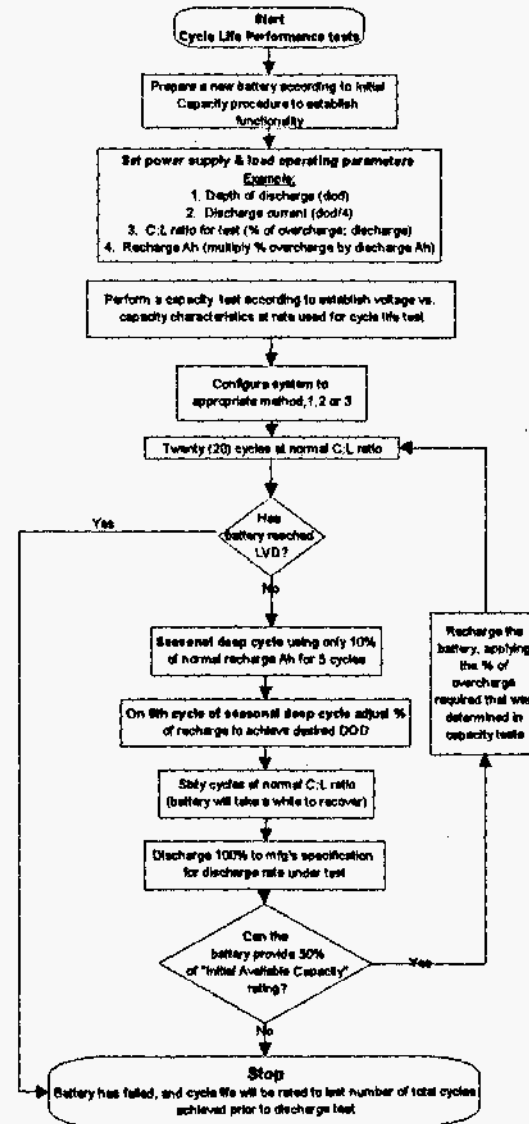 Start
Cycle Life Performance tests
Prepare a new battery according to Initial
Capacity procedure to establish
functionality
Set power supply & load operating parameters
Example:
1. Depth of discharge (dod)
2. Discharge current (dod/4)
3. C:L ratio for test (% of overcharge: discharge)
4. Recharge Ah (multiply % overcharge by discharge Ah)
Perform a capacity test according to establish voltage vs.
capacity characteristics at rate used for cycle life test
Configure system to
appropriate method, 1, 2 or 3
Twenty (20) cycles at normal C:L ratio
Has
battery reached
LVD?
Yes
No
Seasonal deep cycle using only 10%
of normal recharge Ah for 5 cycles
On 6th cycle of seasonal deep cycle adjust %
of recharge to achieve desired DOD
Sixty cycles at normal C:L ratio
(battery will take a while to recover)
Discharge 100% to mfg's specification
for discharge rate under test
Can the
battery provide 50%
of "Initial Available Capacity"
rating?
Yes
Recharge the
battery, applying
the % of
overcharge
required that was
determined in
capacity tests
No
Stop
Battery has failed, and cycle life will be rated to last number of total cycles
achieved prior to discharge test